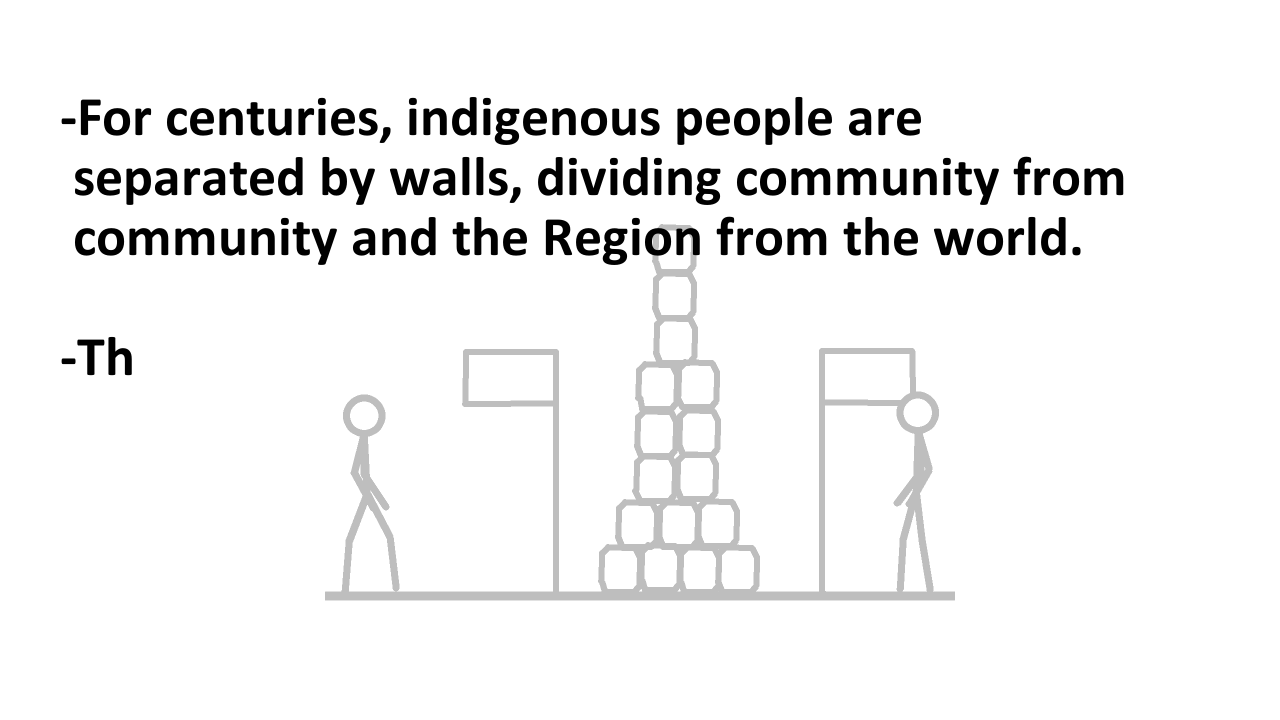 -For centuries, indigenous people are
separated by walls, dividing community from
community and the Region from the world.
-Th